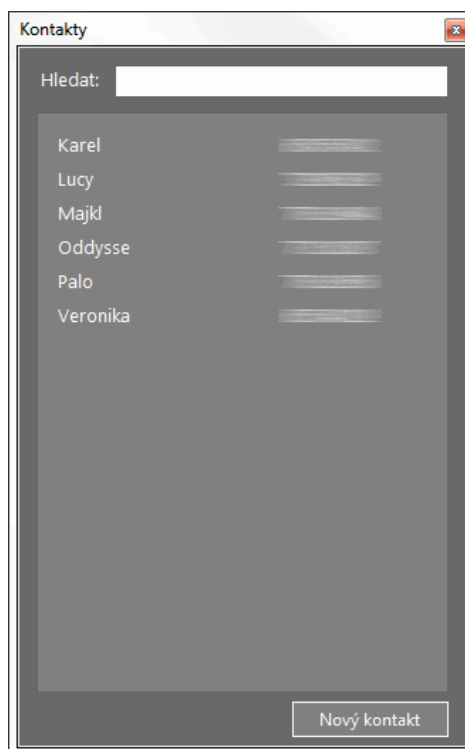 Kontakty
Hledat:
Karel
Lucy
Majkl
Oddysse
Palo
Veronika
Nový kontakt